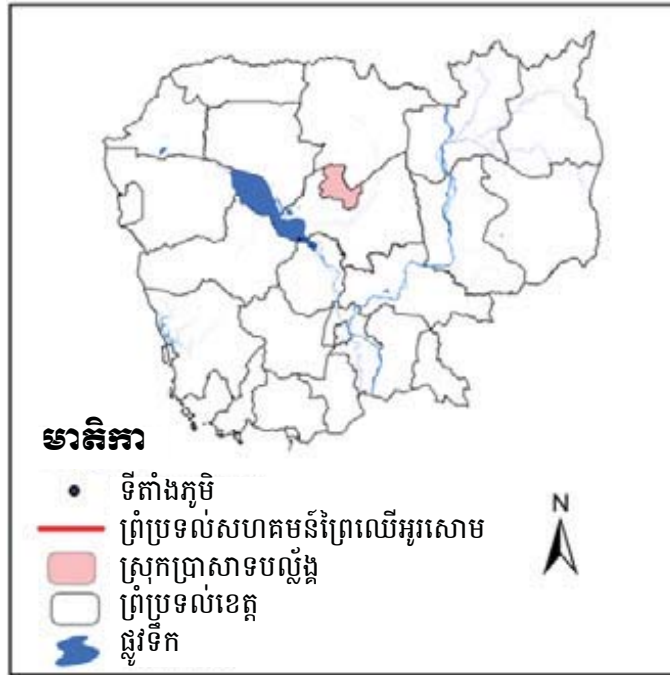 មាតិកា
ទីតាំងភូមិ
N
ព្រំប្រទល់សហគមន៍ព្រៃឈើអូរសោម
ស្រុកប្រាសាទបល្ល័ង្គ
ព្រំប្រទល់ខេត្ត
ផ្លូវទឹក